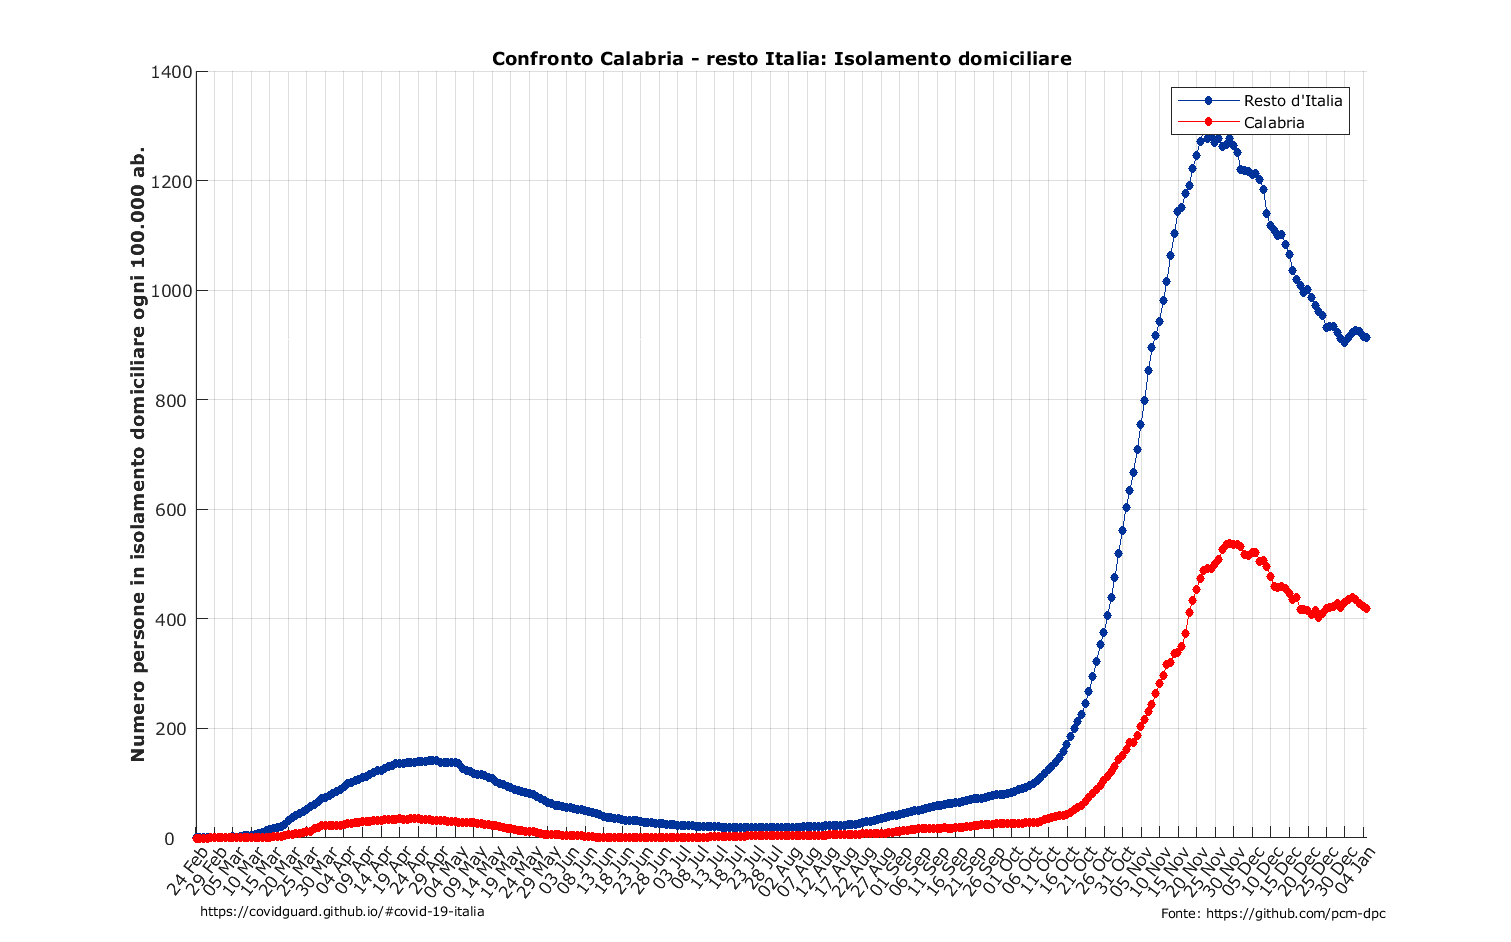 Confronto Calabria - resto Italia: Isolamento domiciliare
Resto d'Italia
Calabria
Numero persone in isolamento domiciliare ogni 100.000 ab.
1400
1200
1000
800
600
400
200
0
24 Feb
29 Feb
05 Mar
10 Mar
15 Mar
20 Mar
25 Mar
30 Mar
04 Apr
09 Apr
14 Apr
19 Apr
24 Apr
29 Apr
04 May
09 May
14 May
19 May
24 May
29 May
03 Jun
08 Jun
13 Jun
18 Jun
23 Jun
28 Jun
03 Jul
08 Jul
13 Jul
18 Jul
23 Jul
28 Jul
02 Aug
07 Aug
12 Aug
17 Aug
22 Aug
27 Aug
01 Sep
06 Sep
11 Sep
16 Sep
21 Sep
26 Sep
01 Oct
06 Oct
11 Oct
16 Oct
21 Oct
26 Oct
31 Oct
05 Nov
10 Nov
15 Nov
20 Nov
25 Nov
30 Nov
05 Dec
10 Dec
15 Dec
20 Dec
25 Dec
30 Dec
04 Jan
https://covidguard.github.io/#covid-19-italia
Fonte: https://github.com/pcm-dpc